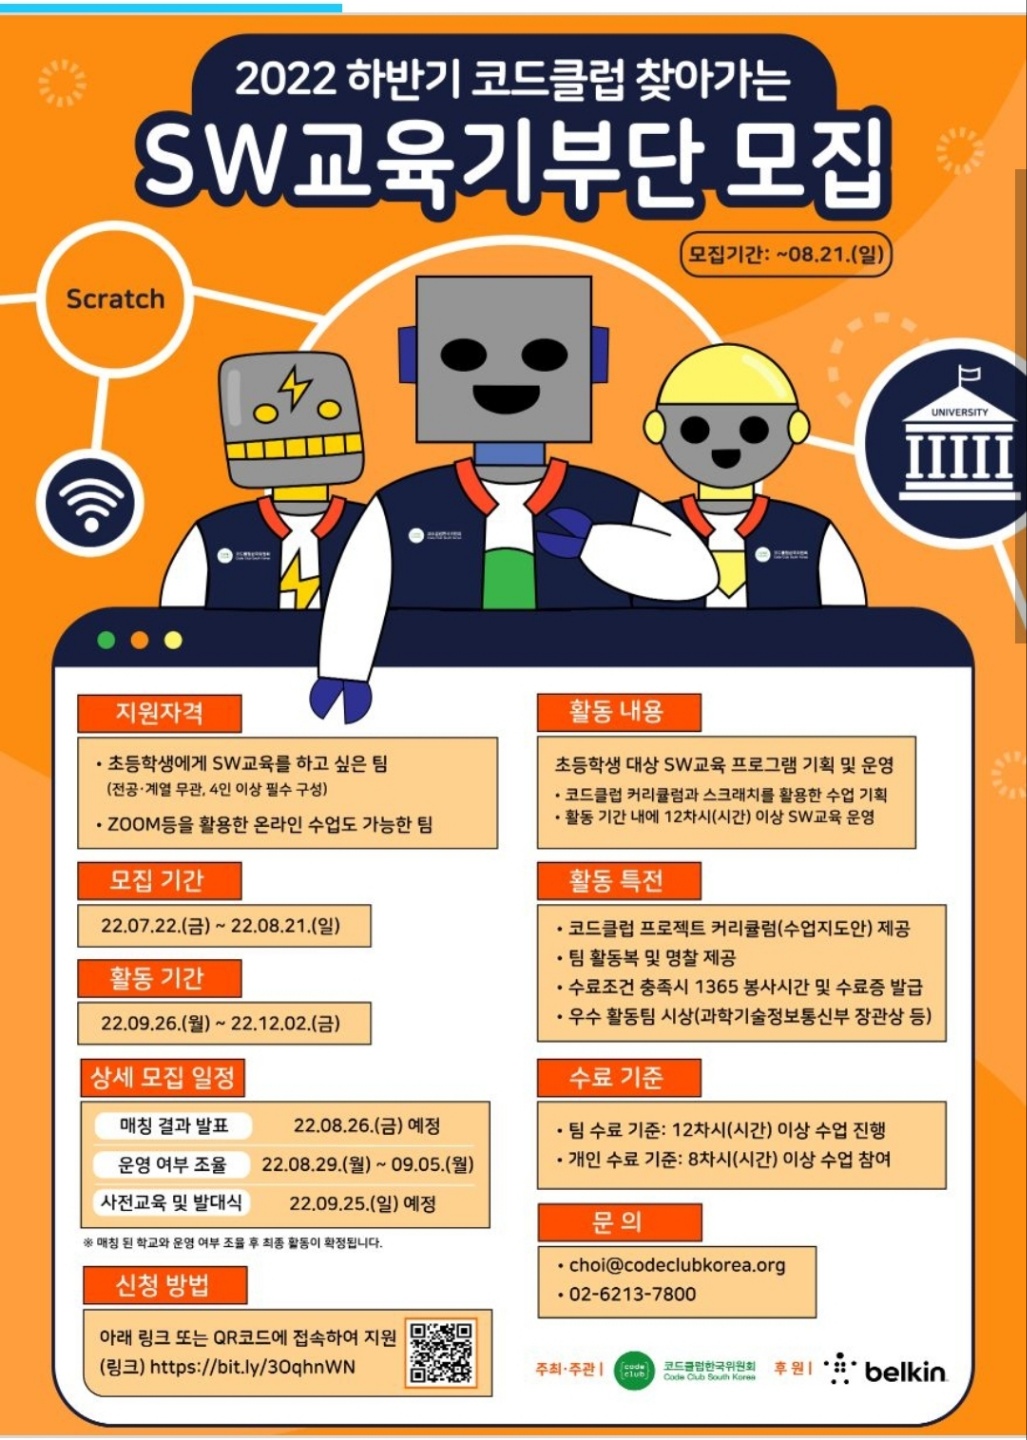 2022 하반기 코드클럽 찾아가는
SW교육기부단 모집
모집기간: ~08.21.(일)
Scratch
UNIVERSITY
코드클럽한국위원회
Code Club South Korea
지원자격
• 초등학생에게 SW교육를 하고 싶은 팀
(전공·계열 무관, 4인 이상 필수 구성)
• ZOOM등을 활용한 온라인 수업도 가능한 팀
모집 기간
22.07.22.(금) ~ 22.08.21.(일)
활동 기간
22.09.26.(월) ~ 22.12.02.(금)
상세 모집 일정
매칭 결과 발표 22.08.26.(금) 예정
운영 여부 조율 22.08.29.(월) ~ 09.05.(월)
사전교육 및 발대식 22.09.25.(일) 예정
※ 매칭 된 학교와 운영 여부 조율 후 최종 활동이 확정됩니다.
신청 방법
아래 링크 또는 QR코드에 접속하여 지원
(링크) https://bit.ly/3OqhnWN
활동 내용
초등학생 대상 SW교육 프로그램 기획 및 운영
• 코드클럽 커리큘럼과 스크래치를 활용한 수업 기획
• 활동 기간 내에 12차시(시간) 이상 SW교육 운영
활동 특전
• 코드클럽 프로젝트 커리큘럼(수업지도안) 제공
• 팀 활동복 및 명찰 제공
• 수료조건 충족시 1365 봉사시간 및 수료증 발급
• 우수 활동팀 시상(과학기술정보통신부 장관상 등)
수료 기준
• 팀 수료 기준: 12차시(시간) 이상 수업 진행
• 개인 수료 기준: 8차시(시간) 이상 수업 참여
문 의
• choi@codeclubkorea.org
• 02-6213-7800
주최·주관 | code club 코드클럽한국위원회 후 원 | belkin
Code Club South Korea